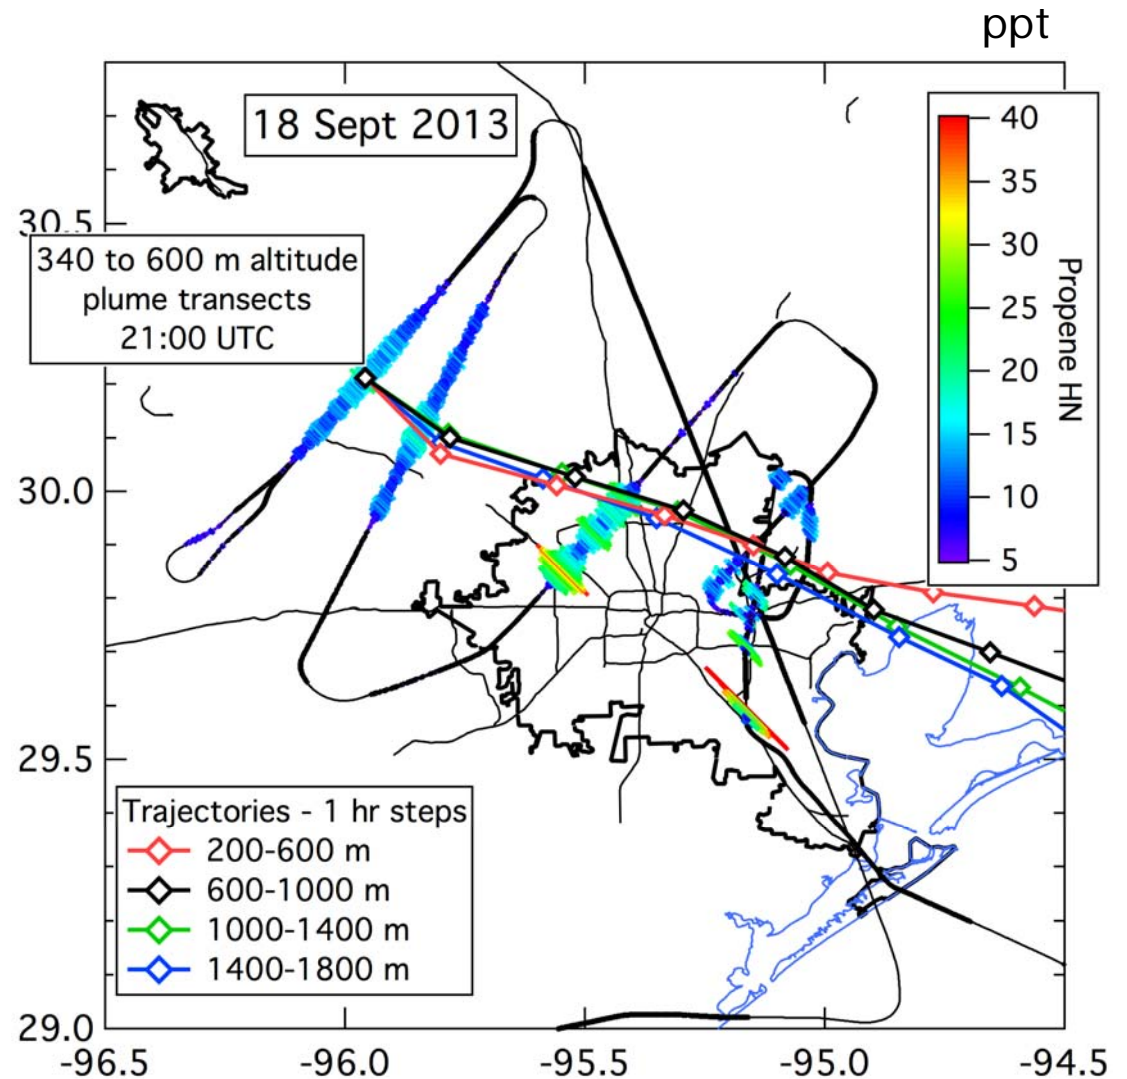 ppt
18 Sept 2013
40
35
30
25
20
15
10
5
Propene HN
30.5
340 to 600 m altitude
plume transects
21:00 UTC
30.0
29.5
Trajectories - 1 hr steps
200-600 m
600-1000 m
1000-1400 m
1400-1800 m
29.0
-96.5
-96.0
-95.5
-95.0
-94.5